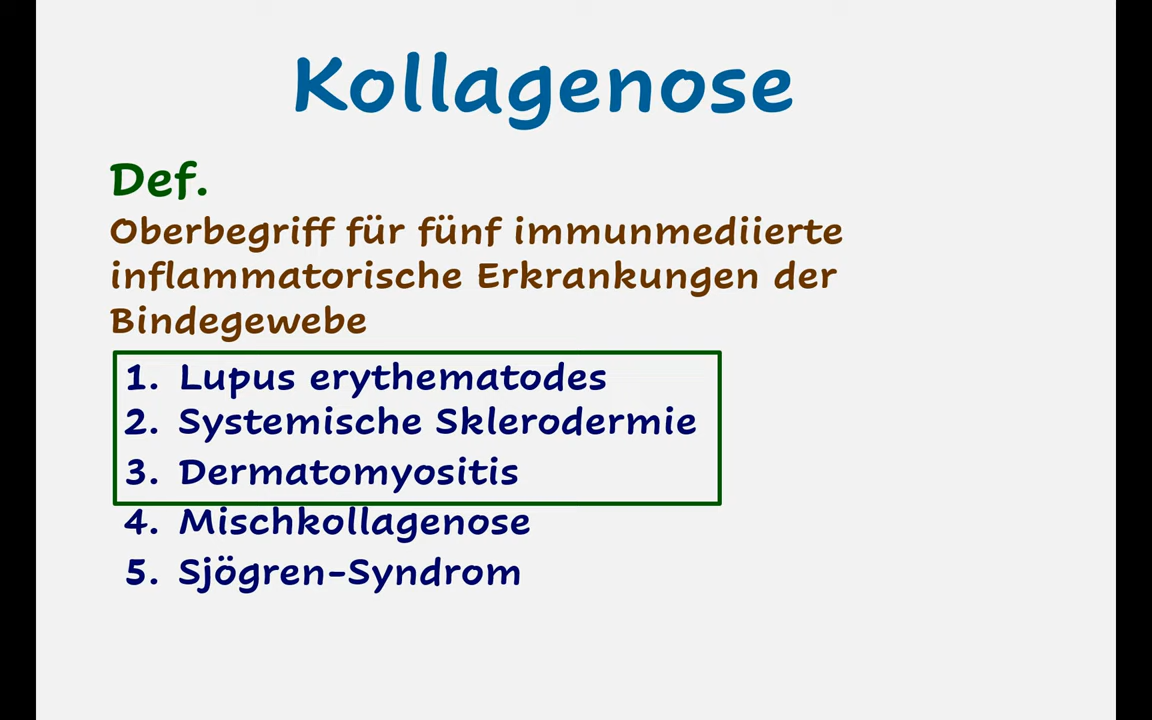 Kollagenose
Def.
Oberbegriff für fünf immunmediierte
inflammatorische Erkrankungen der
Bindegewebe
1. Lupus erythematodes
2. Systemische Sklerodermie
3. Dermatomyositis
4. Mischkollagenose
5. Sjögren-Syndrom